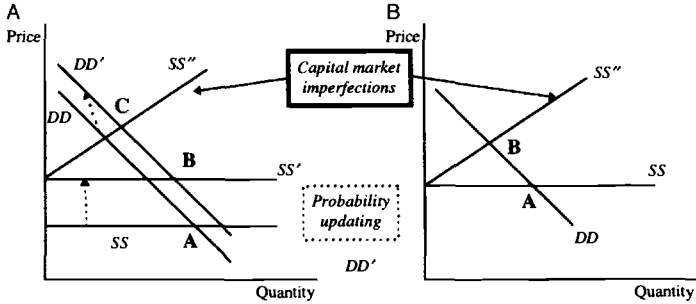 A
Price
DD'
SS"
DD
C
B
SS'
SS
A
Quantity
Capital market
imperfections
Probability
updating
DD'
B
Price
SS"
B
SS
A
DD
Quantity